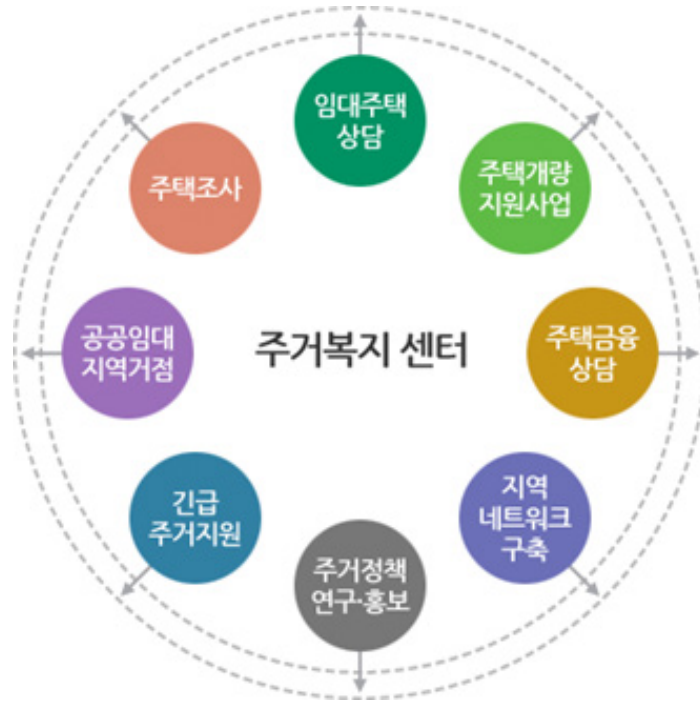 임대주택
상담
주택개량
지원사업
주택금융
상담
지역
네트워크
구축
주거정책
연구·홍보
긴급
주거지원
공공임대
지역거점
주택조사
주거복지 센터